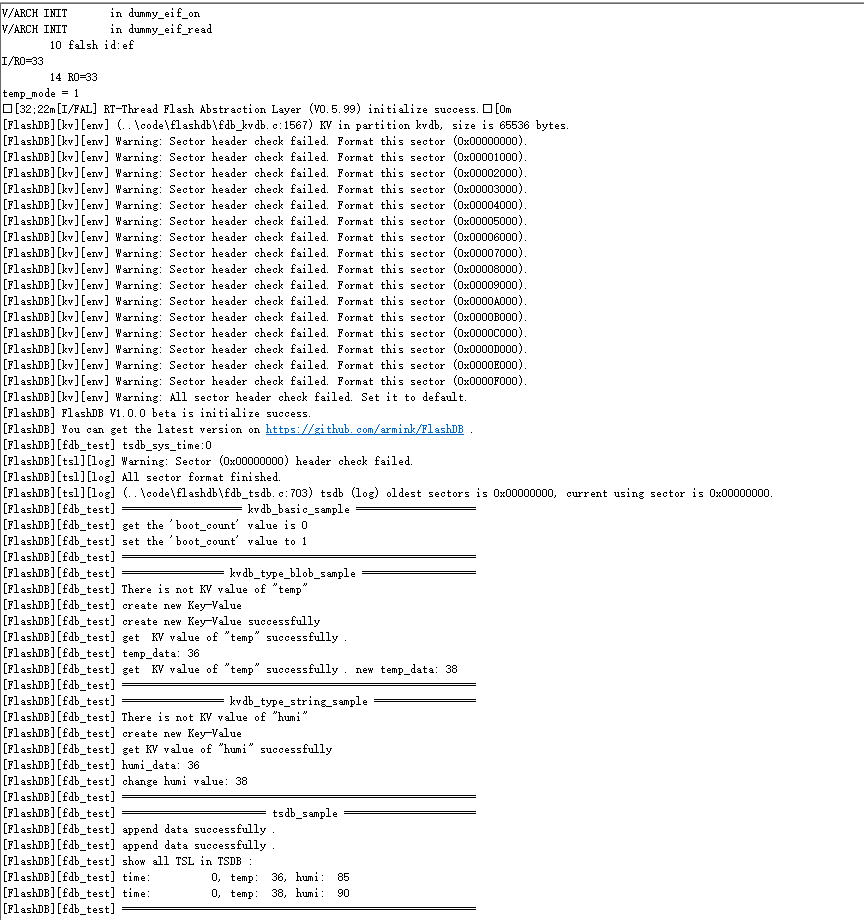 V/ARCH INIT      in dummy_eif_on
V/ARCH INIT      in dummy_eif_read
        10 falsh id:ef
I/R0=33
        14 R0=33
temp_mode = 1
□[32;22m[I/FAL] RT-Thread Flash Abstraction Layer (V0.5.99) initialize success.□[0m
[FlashDB][kv][env] (..\code\flashdb\fdb_kvdb.c:1567) KV in partition kvdb, size is 65536 bytes.
[FlashDB][kv][env] Warning: Sector header check failed. Format this sector (0x00000000).
[FlashDB][kv][env] Warning: Sector header check failed. Format this sector (0x00001000).
[FlashDB][kv][env] Warning: Sector header check failed. Format this sector (0x00002000).
[FlashDB][kv][env] Warning: Sector header check failed. Format this sector (0x00003000).
[FlashDB][kv][env] Warning: Sector header check failed. Format this sector (0x00004000).
[FlashDB][kv][env] Warning: Sector header check failed. Format this sector (0x00005000).
[FlashDB][kv][env] Warning: Sector header check failed. Format this sector (0x00006000).
[FlashDB][kv][env] Warning: Sector header check failed. Format this sector (0x00007000).
[FlashDB][kv][env] Warning: Sector header check failed. Format this sector (0x00008000).
[FlashDB][kv][env] Warning: Sector header check failed. Format this sector (0x00009000).
[FlashDB][kv][env] Warning: Sector header check failed. Format this sector (0x0000A000).
[FlashDB][kv][env] Warning: Sector header check failed. Format this sector (0x0000B000).
[FlashDB][kv][env] Warning: Sector header check failed. Format this sector (0x0000C000).
[FlashDB][kv][env] Warning: Sector header check failed. Format this sector (0x0000D000).
[FlashDB][kv][env] Warning: Sector header check failed. Format this sector (0x0000E000).
[FlashDB][kv][env] Warning: Sector header check failed. Format this sector (0x0000F000).
[FlashDB][kv][env] Warning: All sector header check failed. Set it to default.
[FlashDB] FlashDB V1.0.0 beta is initialize success.
[FlashDB] You can get the latest version on https://github.com/armink/FlashDB .
[FlashDB][fdb_test] tsdb_sys_time:0
[FlashDB][tsl][log] Warning: Sector (0x00000000) header check failed.
[FlashDB][tsl][log] All sector format finished.
[FlashDB][tsl][log] (..\code\flashdb\fdb_tsdb.c:703) tsdb (log) oldest sectors is 0x00000000, current using sector is 0x00000000.
[FlashDB][fdb_test] ==================== kvdb_basic_sample ====================
[FlashDB][fdb_test] get the 'boot_count' value is 0
[FlashDB][fdb_test] set the 'boot_count' value to 1
[FlashDB][fdb_test] ===========================================================
[FlashDB][fdb_test] ================= kvdb_type_blob_sample ===================
[FlashDB][fdb_test] There is not KV value of "temp"
[FlashDB][fdb_test] create new Key-Value
[FlashDB][fdb_test] create new Key-Value successfully
[FlashDB][fdb_test] get  KV value of "temp" successfully .
[FlashDB][fdb_test] temp_data: 36
[FlashDB][fdb_test] get  KV value of "temp" successfully . new temp_data: 38
[FlashDB][fdb_test] ===========================================================
[FlashDB][fdb_test] ================= kvdb_type_string_sample =================
[FlashDB][fdb_test] There is not KV value of "humi"
[FlashDB][fdb_test] create new Key-Value
[FlashDB][fdb_test] get KV value of "humi" successfully
[FlashDB][fdb_test] humi_data: 36
[FlashDB][fdb_test] change humi value: 38
[FlashDB][fdb_test] ===========================================================
[FlashDB][fdb_test] ======================== tsdb_sample ======================
[FlashDB][fdb_test] append data successfully .
[FlashDB][fdb_test] append data successfully .
[FlashDB][fdb_test] show all TSL in TSDB :
[FlashDB][fdb_test] time:          0, temp:  36, humi:  85
[FlashDB][fdb_test] time:          0, temp:  38, humi:  90
[FlashDB][fdb_test] ===========================================================